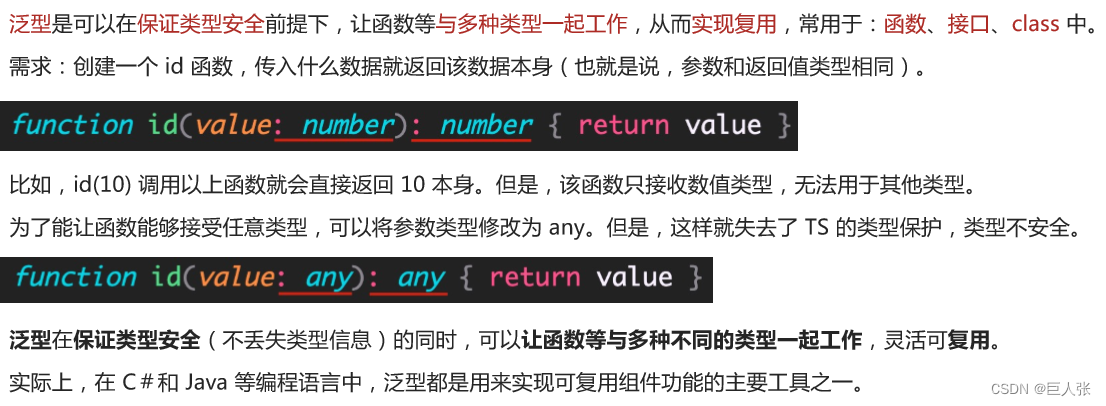 泛型是可以在保证类型安全前提下，让函数等与多种类型一起工作，从而实现复用，常用于：函数、接口、class 中。
需求：创建一个 id 函数，传入什么数据就返回该数据本身（也就是说，参数和返回值类型相同）。
function id(value: number): number { return value }
比如，id(10) 调用以上函数就会直接返回 10 本身。但是，该函数只接收数值类型，无法用于其他类型。
为了能让函数能够接受任意类型，可以将参数类型修改为 any。但是，这样就失去了 TS 的类型保护，类型不安全。
function id(value: any): any { return value }
泛型在保证类型安全（不丢失类型信息）的同时，可以让函数等与多种不同的类型一起工作，灵活可复用。
实际上，在 C＃和 Java 等编程语言中，泛型都是用来实现可复用组件功能的主要工具之一。
CSDN @巨人张